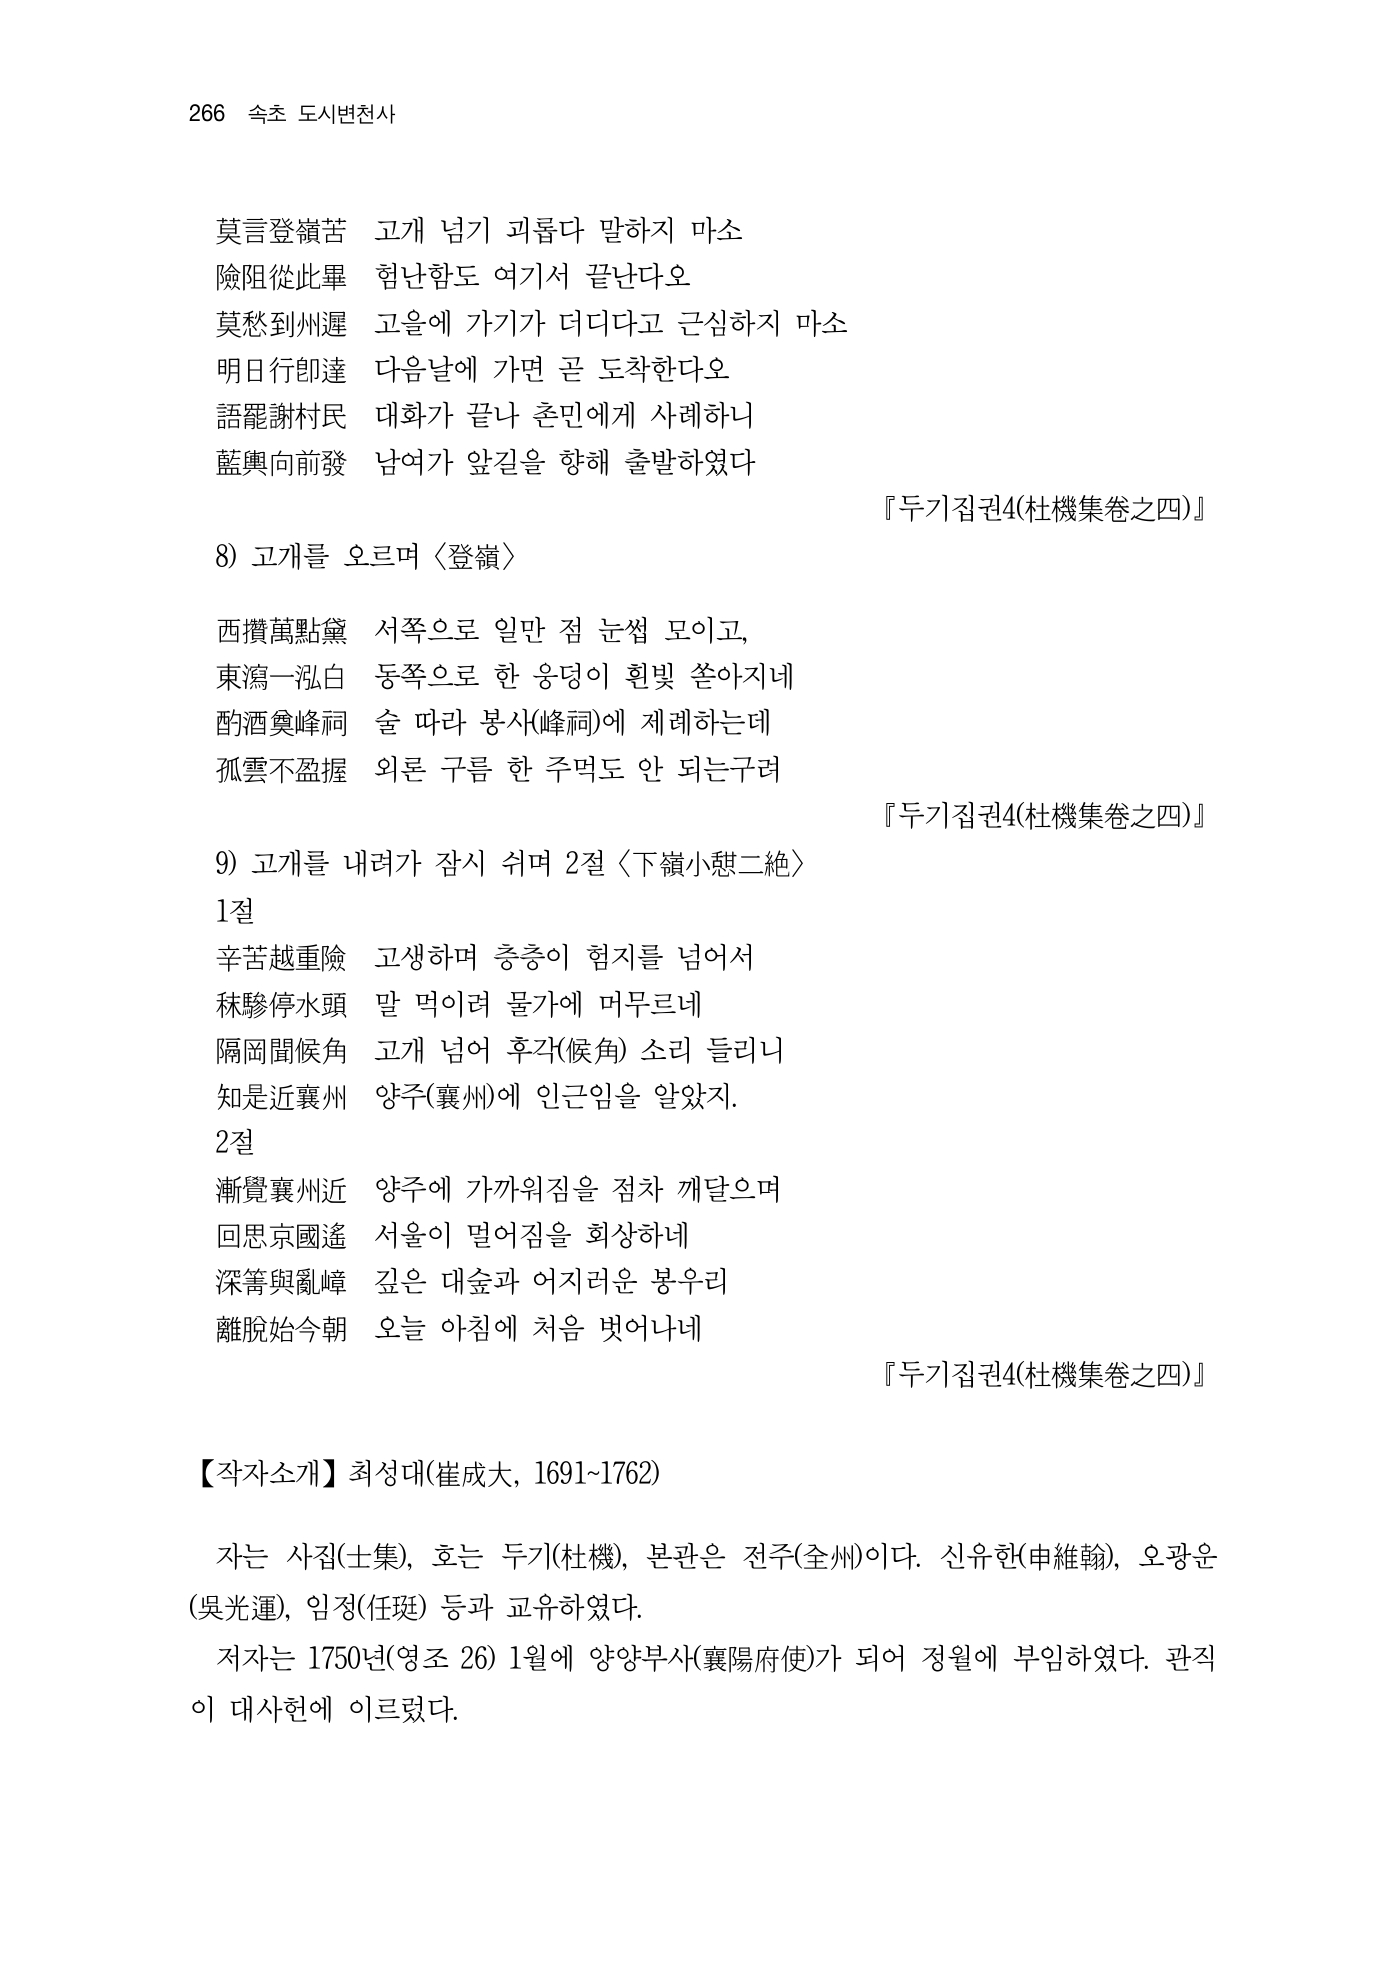 266 속초 도시변천사
莫言登嶺苦 고개 넘기 괴롭다 말하지 마소
險阻從此畢 험난함도 여기서 끝난다오
莫愁到州遲 고을에 가기가 더디다고 근심하지 마소
明日行卽達 다음날에 가면 곧 도착한다오
語罷謝村民 대화가 끝나 촌민에게 사례하니
藍輿向前發 남여가 앞길을 향해 출발하였다
『두기집권4(杜機集卷之四)』
8) 고개를 오르며〈登嶺〉
西攢萬點黛 서쪽으로 일만 점 눈썹 모이고,
東瀉一泓白 동쪽으로 한 웅덩이 흰빛 쏟아지네
酌酒奠峰祠 술 따라 봉사(峰祠)에 제례하는데
孤雲不盈握 외론 구름 한 주먹도 안 되는구려
『두기집권4(杜機集卷之四)』
9) 고개를 내려가 잠시 쉬며 2절〈下嶺小憇二絶〉
1절
辛苦越重險 고생하며 층층이 험지를 넘어서
秣驂停水頭 말 먹이려 물가에 머무르네
隔岡聞候角 고개 넘어 후각(候角) 소리 들리니
知是近襄州 양주(襄州)에 인근임을 알았지.
2절
漸覺襄州近 양주에 가까워짐을 점차 깨달으며
回思京國遙 서울이 멀어짐을 회상하네
深箐與亂嶂 깊은 대숲과 어지러운 봉우리
離脫始今朝 오늘 아침에 처음 벗어나네
『두기집권4(杜機集卷之四)』
【작자소개】최성대(崔成大, 1691~1762)
자는 사집(士集), 호는 두기(杜機), 본관은 전주(全州)이다. 신유한(申維翰), 오광운
(吳光運), 임정(任珽) 등과 교유하였다.
저자는 1750년(영조 26) 1월에 양양부사(襄陽府使)가 되어 정월에 부임하였다. 관직
이 대사헌에 이르렀다.